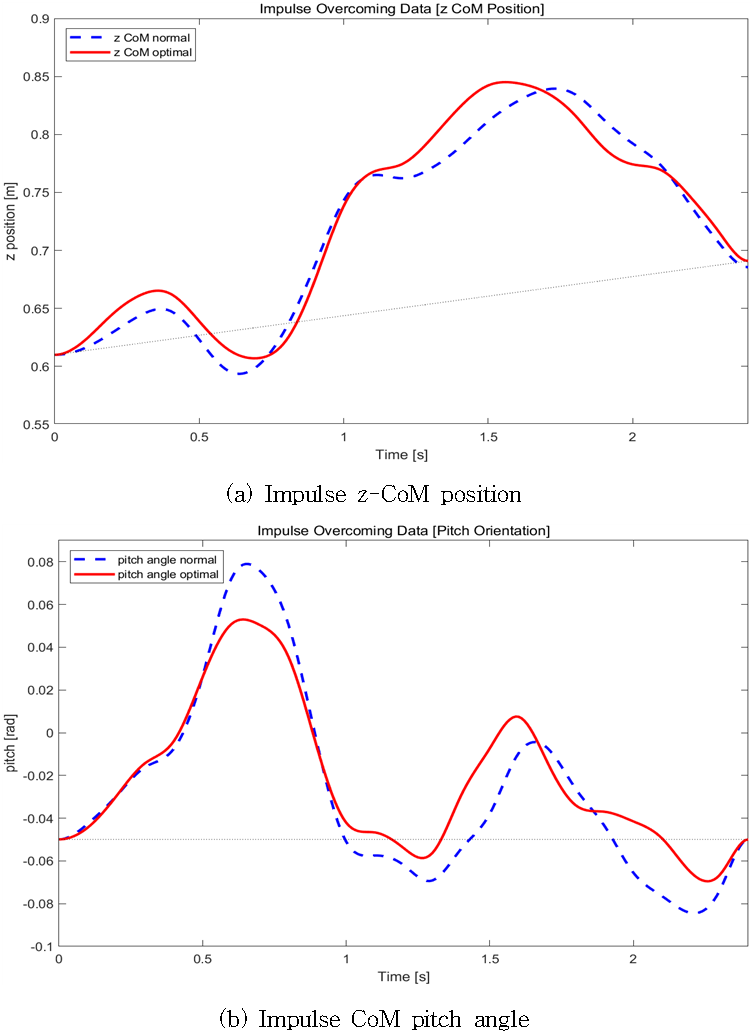 Impulse Overcoming Data [z CoM Position]
0.9
0.85
0.8
0.75
0.7
0.65
0.6
0.55
z position [m]
z CoM normal
z CoM optimal
0 0.5 1 1.5 2
Time [s]
(a) Impulse z-CoM position
Impulse Overcoming Data [Pitch Orientation]
0.08
0.06
0.04
0.02
0
-0.02
-0.04
-0.06
-0.08
-0.1
pitch [rad]
pitch angle normal
pitch angle optimal
0 0.5 1 1.5 2
Time [s]
(b) Impulse CoM pitch angle